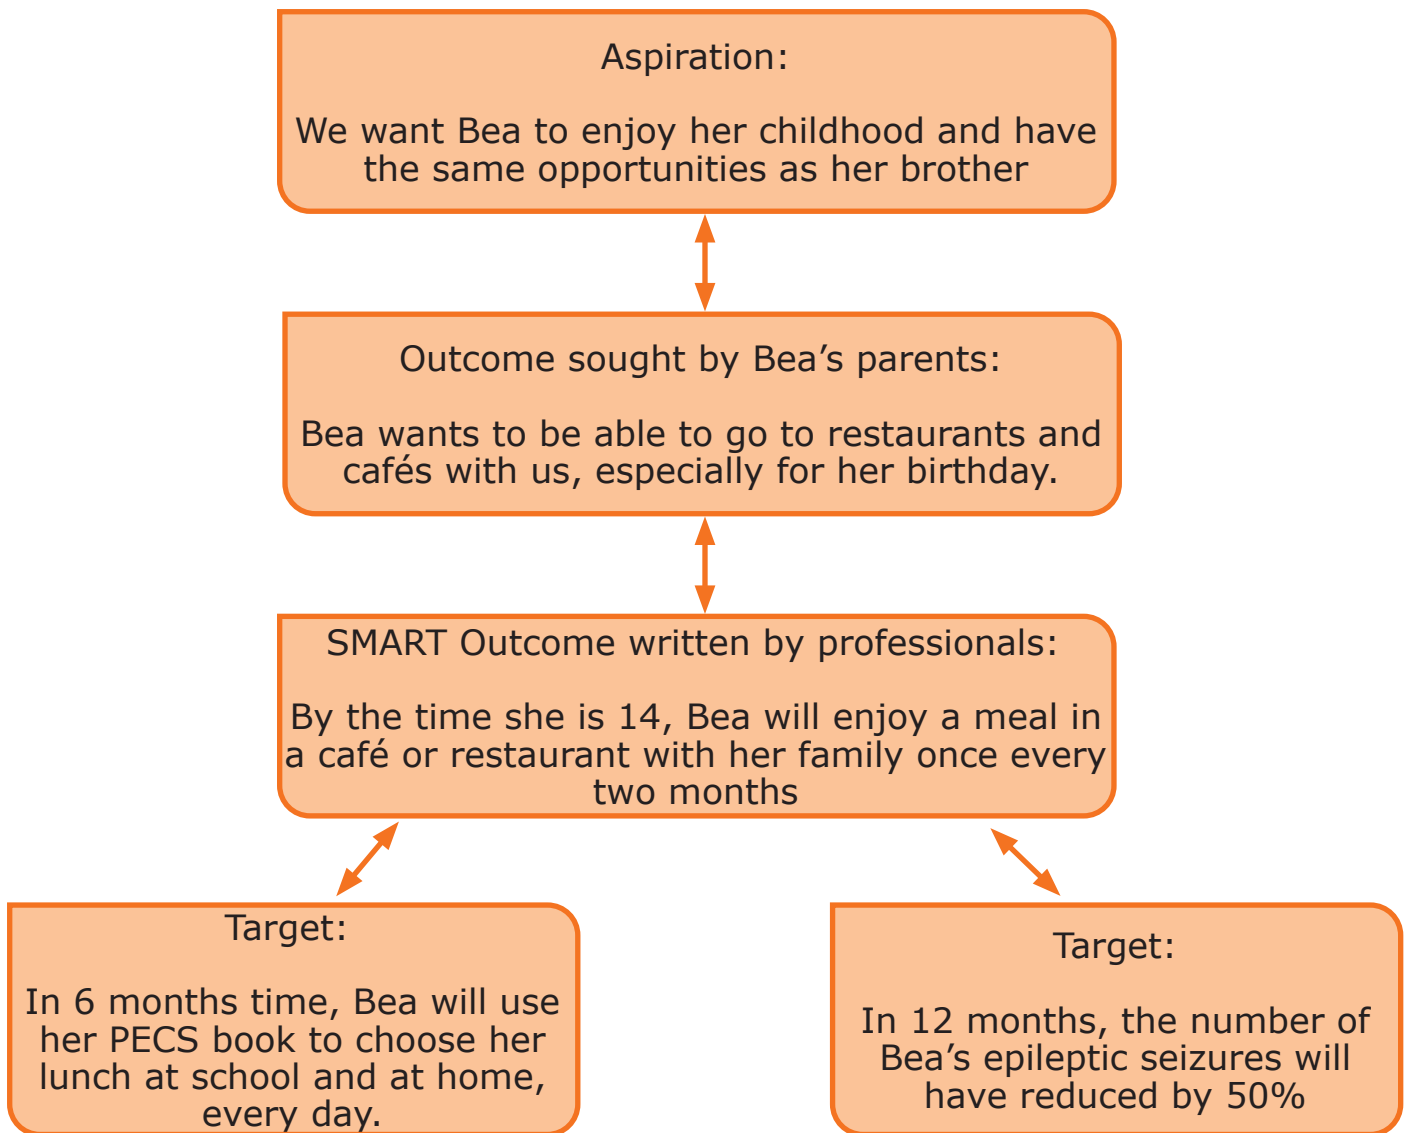 Aspiration:
We want Bea to enjoy her childhood and have
the same opportunities as her brother
Outcome sought by Bea’s parents:
Bea wants to be able to go to restaurants and
cafés with us, especially for her birthday.
SMART Outcome written by professionals:
By the time she is 14, Bea will enjoy a meal in
a café or restaurant with her family once every
two months
Target:
In 6 months time, Bea will use
her PECS book to choose her
lunch at school and at home,
every day.
Target:
In 12 months, the number of
Bea’s epileptic seizures will
have reduced by 50%